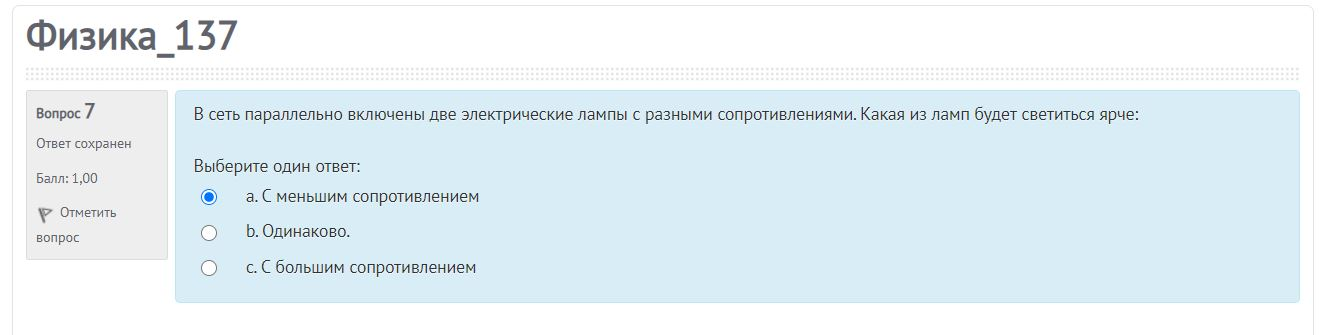 Физика_137
Вопрос 7
Ответ сохранен
Балл: 1,00
Отметить
вопрос
В сеть параллельно включены две электрические лампы с разными сопротивлениями. Какая из ламп будет светиться ярче:
Выберите один ответ:
a. С меньшим сопротивлением
b. Одинаково.
c. С большим сопротивлением